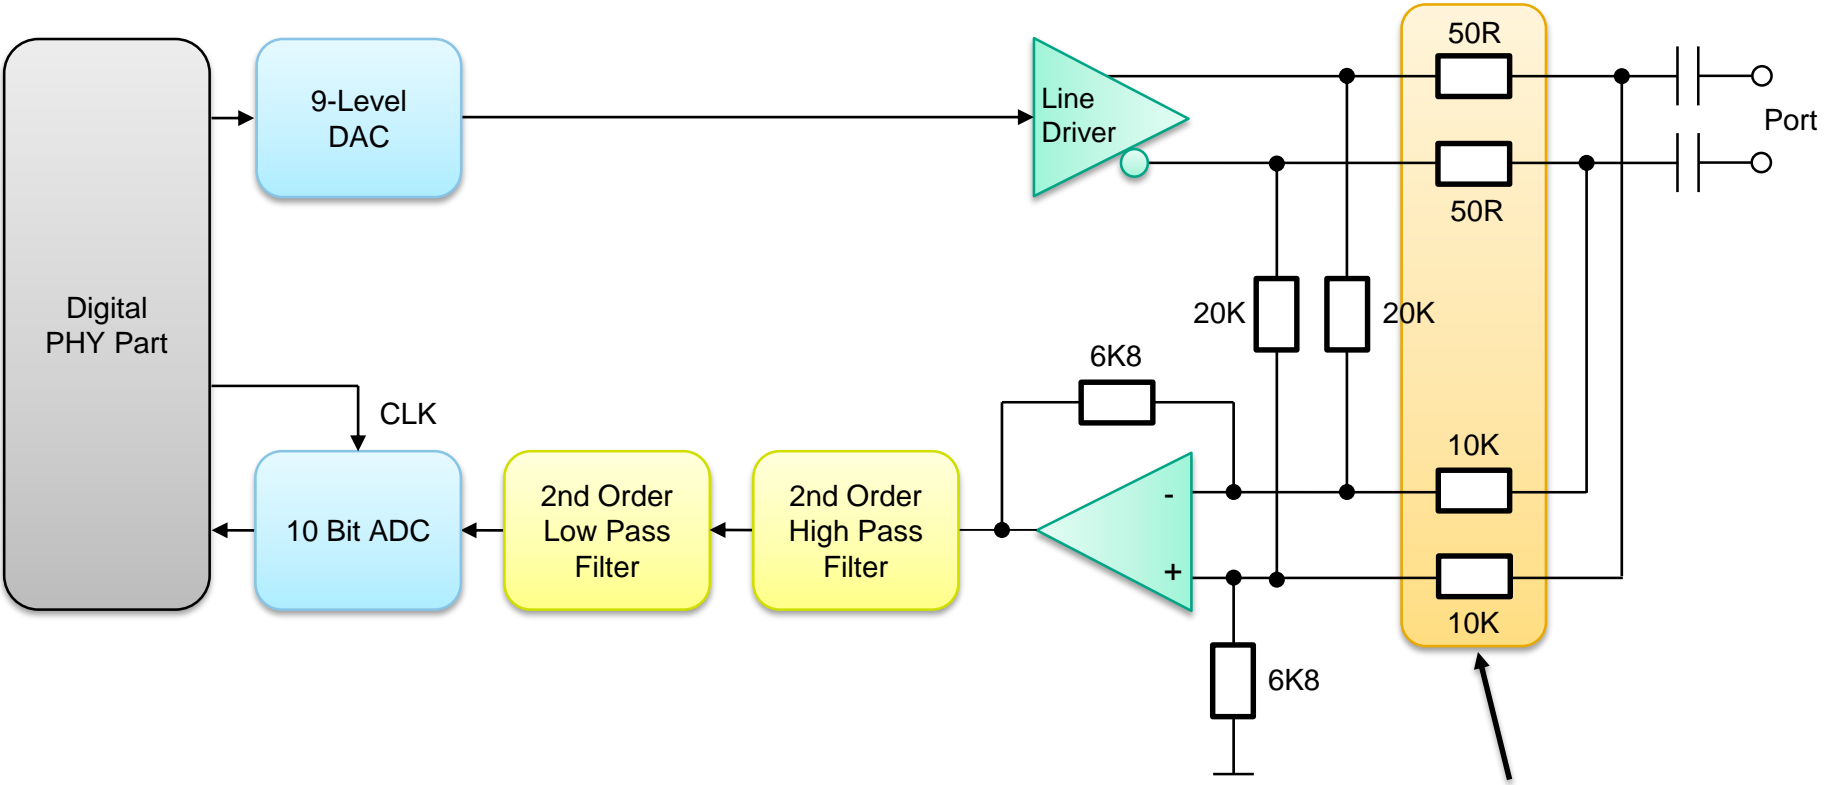 50R
9-Level
DAC
Line
Driver
Port
50R
Digital
PHY Part
20K
20K
6K8
CLK
10K
10 Bit ADC
2nd Order
Low Pass
Filter
2nd Order
High Pass
Filter
-
+
10K
6K8